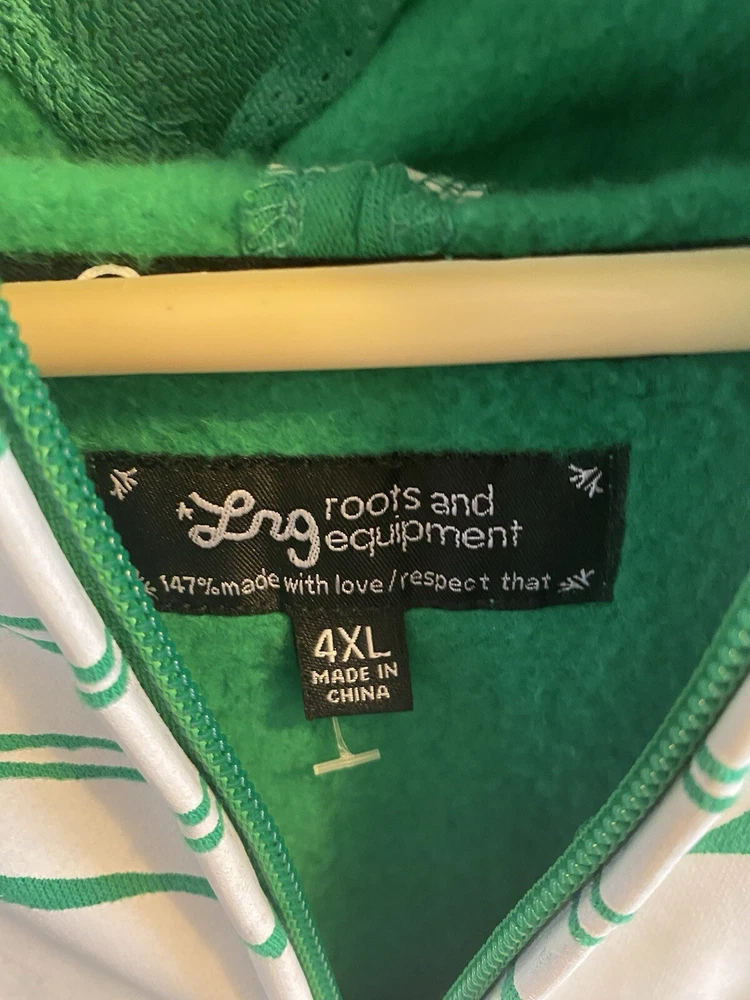 Lrg roots and
equipment
147% made with love/respect that
4XL
MADE IN
CHINA